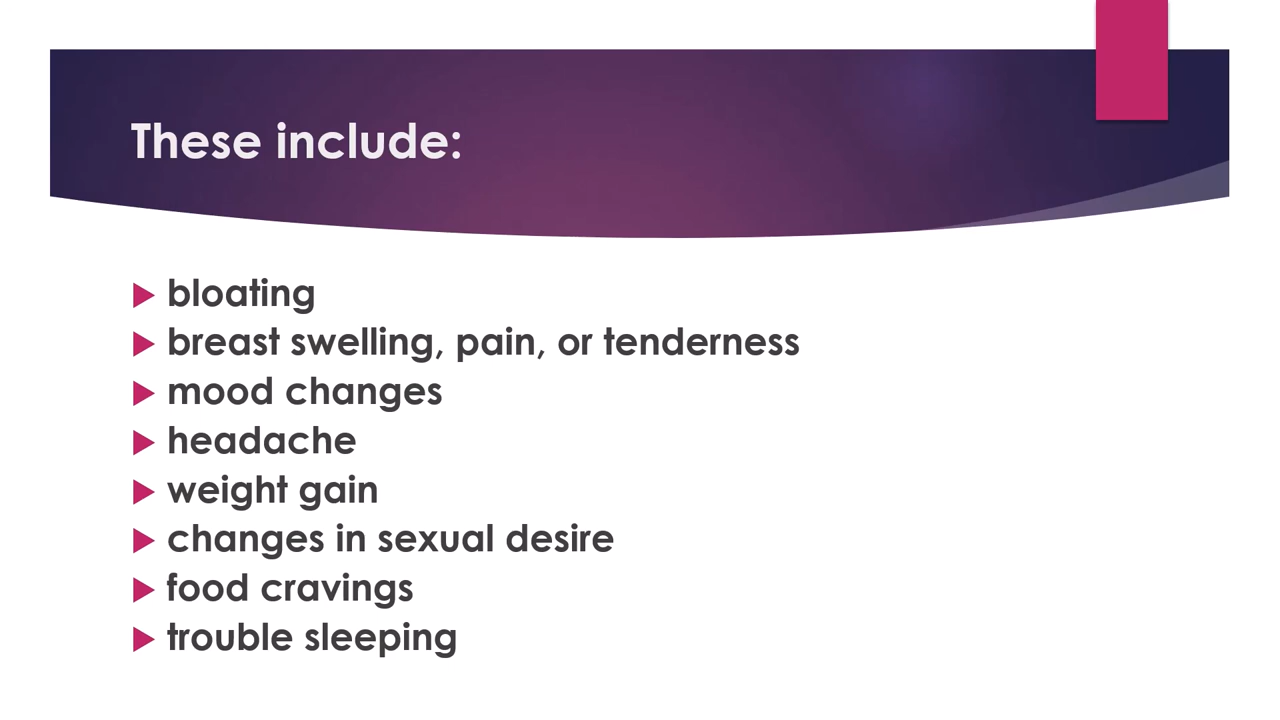 These include:
bloating
breast swelling, pain, or tenderness
mood changes
headache
weight gain
changes in sexual desire
food cravings
trouble sleeping